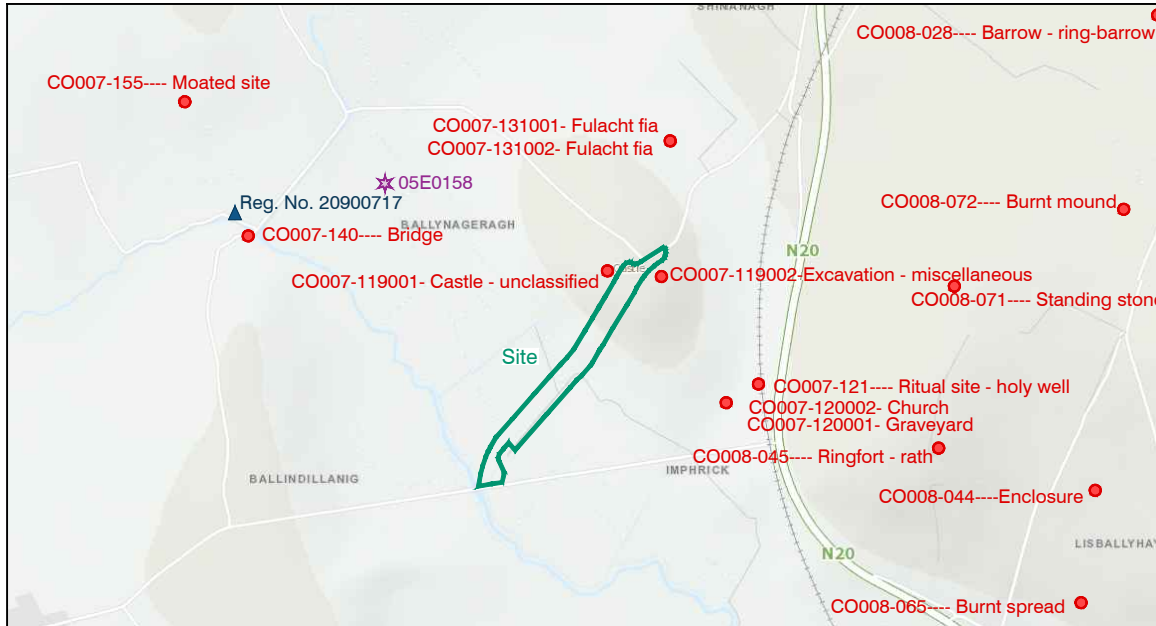 SHINANAGH
CO008-028---- Barrow - ring-barrow
CO007-155---- Moated site
CO007-131001- Fulacht fia
CO007-131002- Fulacht fia
05E0158
Reg. No. 20900717
CO008-072---- Burnt mound
BALLYNAGERAGH
CO007-140---- Bridge
N20
Castle
CO007-119001- Castle - unclassified
CO007-119002-Excavation - miscellaneous
CO008-071---- Standing stone
Site
CO007-121---- Ritual site - holy well
CO007-120002- Church
CO007-120001- Graveyard
CO008-045---- Ringfort - rath
IMPHRICK
BALLINDILLANIG
CO008-044----Enclosure
LISBALLYHAY
N20
CO008-065---- Burnt spread